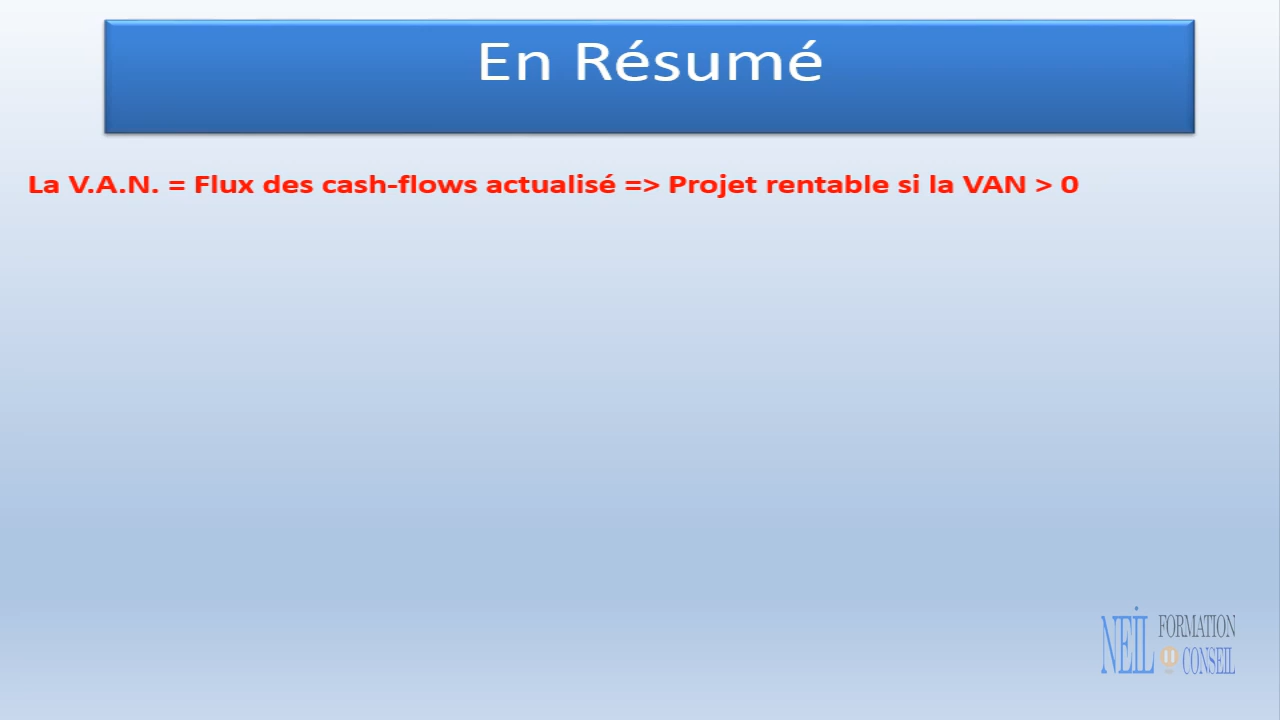 En Résumé
La V.A.N. = Flux des cash-flows actualisé => Projet rentable si la VAN > 0
NEIL FORMATION
CONSEIL